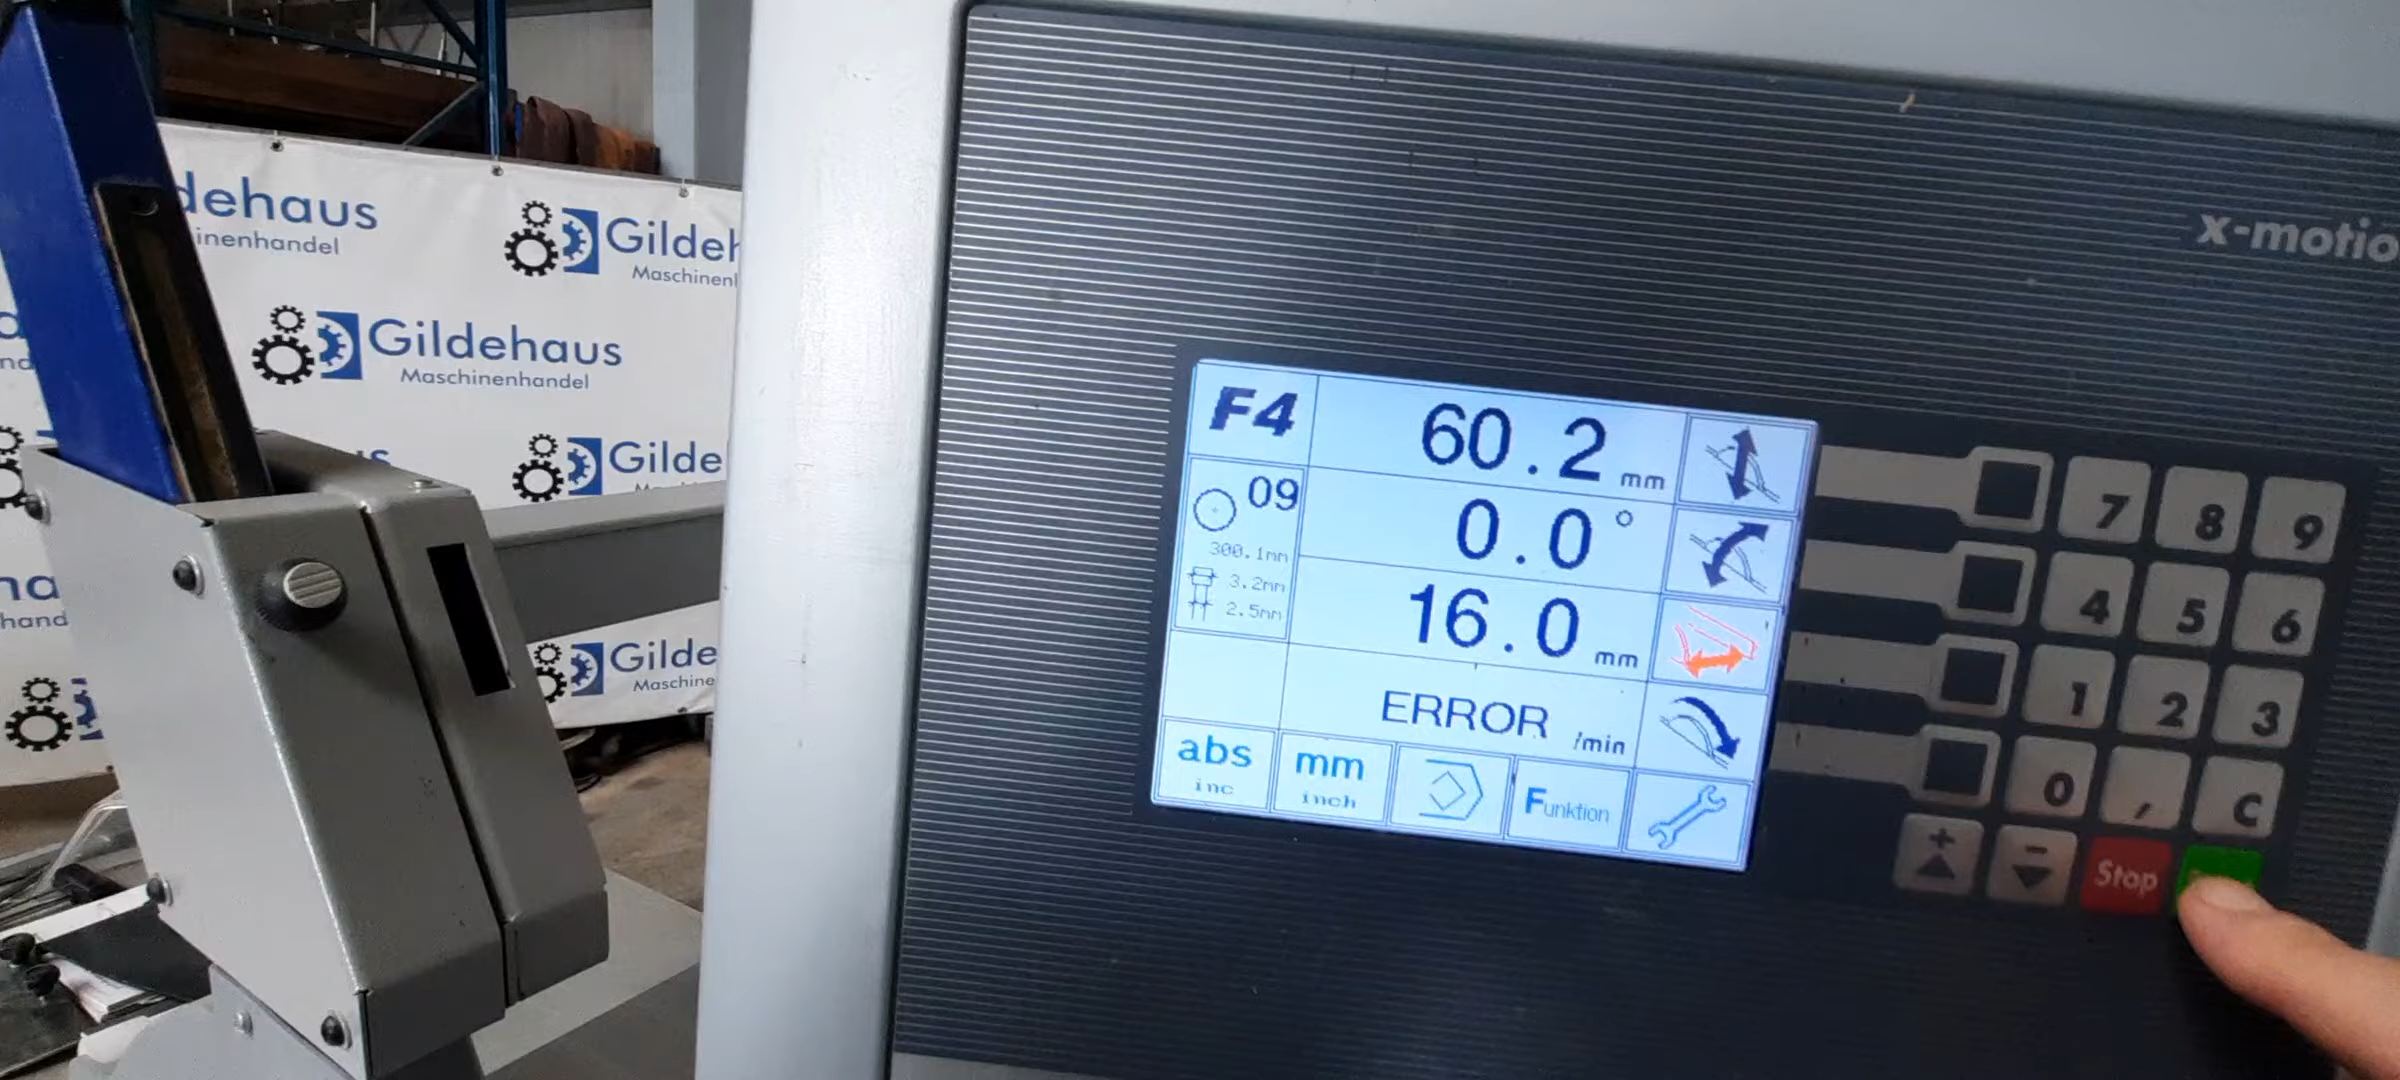 dehaus
inenhandel
Gildeh
Maschinenl
Gildehaus
Maschinenhandel
Gilde
Gilde
Maschine
hand
x-motio
F4
60.2 mm
09
0.0°
300.1mm
3.2mm
2.5mm
16.0 mm
ERROR /min
abs
inc
mm
inch
Funktion
7 8 9
4 5 6
1 2 3
0 , C
+ -
Stop